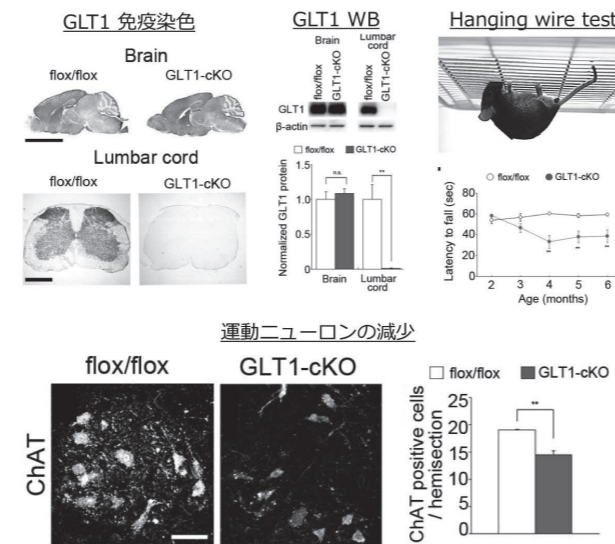 GLT1 免疫染色
Brain
flox/flox
GLT1-cKO
Lumbar cord
flox/flox
GLT1-cKO
GLT1 WB
Brain
Lumbar
cord
flox/flox
GLT1-cKO
flox/flox
GLT1-cKO
GLT1
β-actin
flox/flox
GLT1-cKO
Normalized GLT1 protein
1.5
1.0
0.5
0
n.s.
**
Brain
Lumbar
cord
Hanging wire test
flox/flox
GLT1-cKO
Latency to fall (sec)
80
60
40
20
0
**
**
**
2 3 4 5 6
Age (months)
運動ニューロンの減少
flox/flox
GLT1-cKO
ChAT
flox/flox
GLT1-cKO
ChAT positive cells
/ hemisection
25
20
15
10
5
0
**